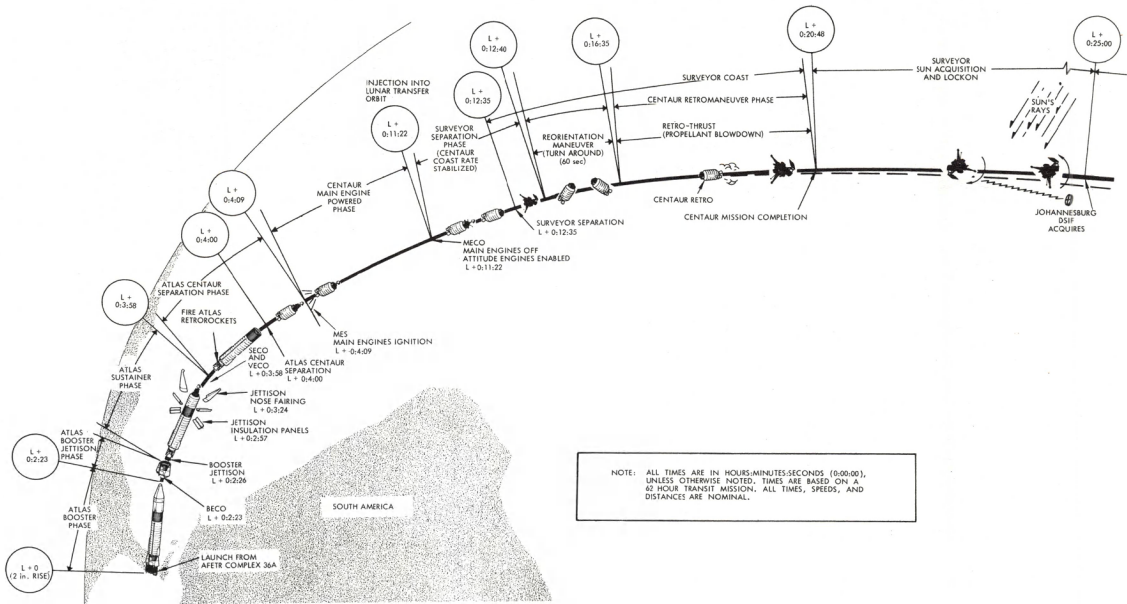 L +
0:12:40
L +
0:16:35
L +
0:20:48
L +
0:25:00
SURVEYOR COAST
SURVEYOR
SUN ACQUISITION
AND LOCKON
INJECTION INTO
LUNAR TRANSFER
ORBIT
L +
0:12:35
CENTAUR RETROMANEUVER PHASE
SUN'S
RAYS
L +
0:11:22
SURVEYOR
SEPARATION
PHASE
(CENTAUR
COAST RATE
STABILIZED)
REORIENTATION
MANEUVER
(TURN AROUND)
(60 sec)
RETRO-THRUST
(PROPELLANT BLOWDOWN)
CENTAUR
MAIN ENGINE
POWERED
PHASE
L +
0:4:09
CENTAUR RETRO
CENTAUR MISSION COMPLETION
JOHANNESBURG
DSIF
ACQUIRES
SURVEYOR SEPARATION
L + 0:12:35
L +
0:4:00
MECO
MAIN ENGINES OFF
ATTITUDE ENGINES ENABLED
L + 0:11:22
ATLAS CENTAUR
SEPARATION PHASE
L +
0:3:58
FIRE ATLAS
RETROROCKETS
MES
MAIN ENGINES IGNITION
L + 0:4:09
SECO
AND
VECO
L + 0:3:58
ATLAS CENTAUR
SEPARATION
L + 0:4:00
ATLAS
SUSTAINER
PHASE
JETTISON
NOSE FAIRING
L + 0:3:24
JETTISON
INSULATION PANELS
L + 0:2:57
ATLAS
BOOSTER
JETTISON
PHASE
L +
0:2:23
BOOSTER
JETTISON
L + 0:2:26
BECO
L + 0:2:23
ATLAS
BOOSTER
PHASE
SOUTH AMERICA
NOTE: ALL TIMES ARE IN HOURS:MINUTES:SECONDS (0:00:00),
UNLESS OTHERWISE NOTED. TIMES ARE BASED ON A
62 HOUR TRANSIT MISSION. ALL TIMES, SPEEDS, AND
DISTANCES ARE NOMINAL.
L + 0
(2 in. RISE)
LAUNCH FROM
AFETR COMPLEX 36A